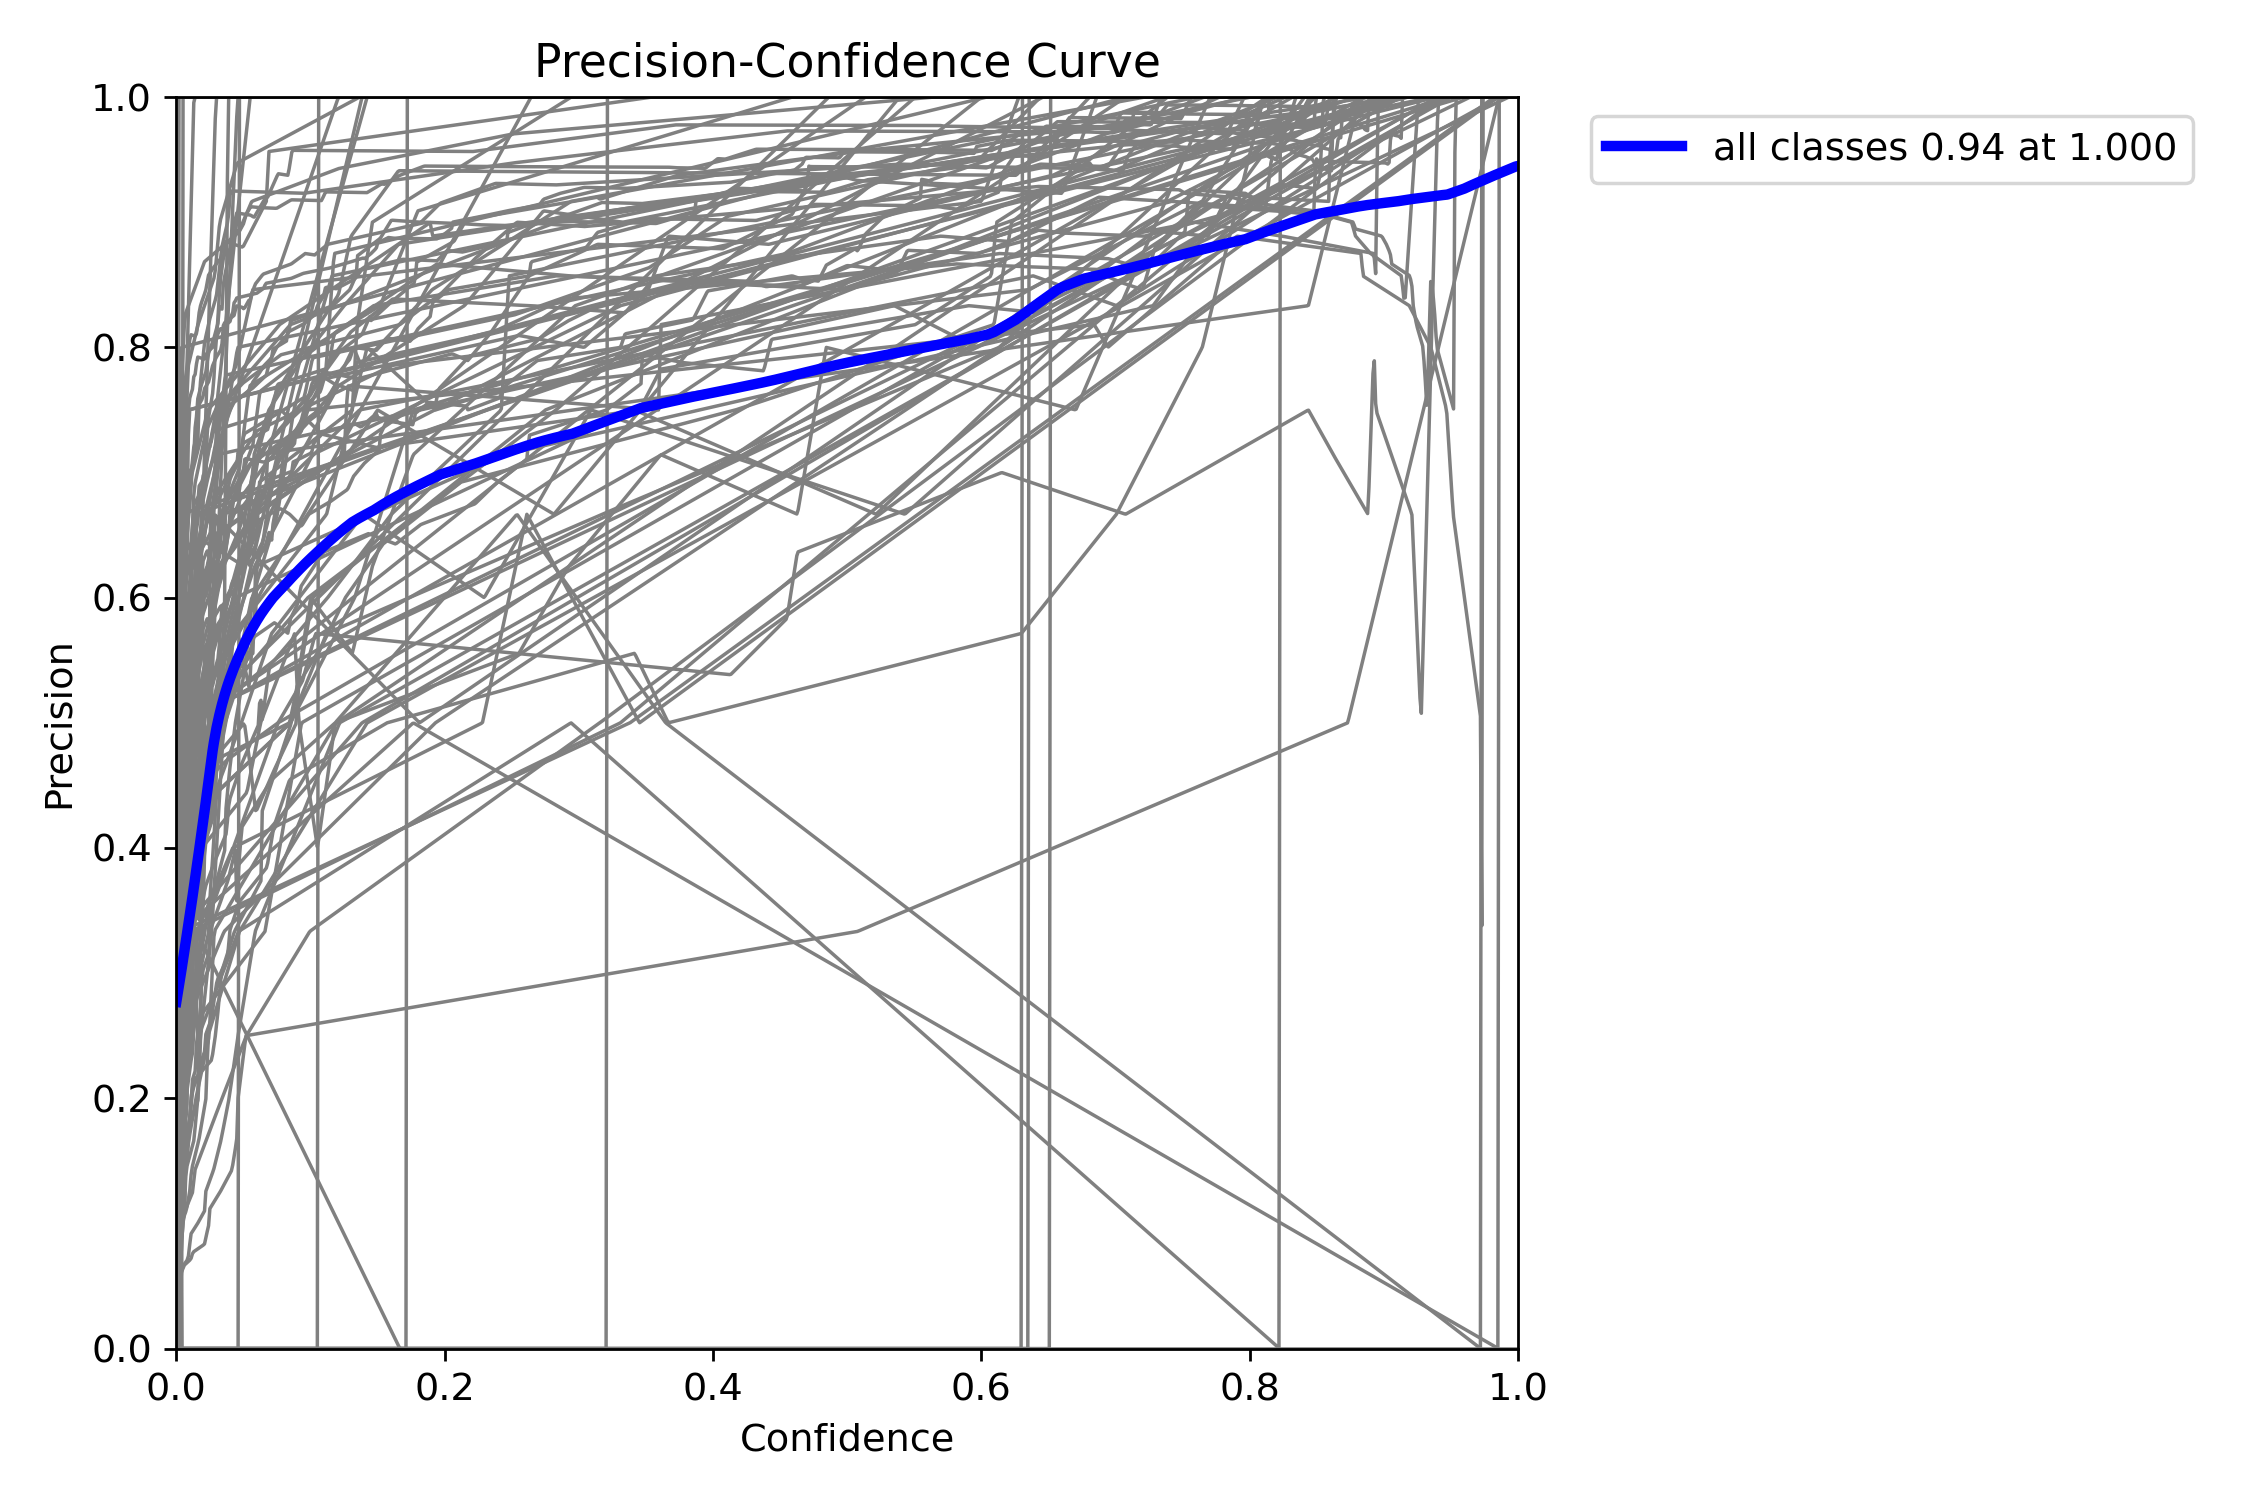 Precision-Confidence Curve
1.0
0.8
0.6
0.4
0.2
0.0
Precision
0.0 0.2 0.4 0.6 0.8 1.0
Confidence
all classes 0.94 at 1.000